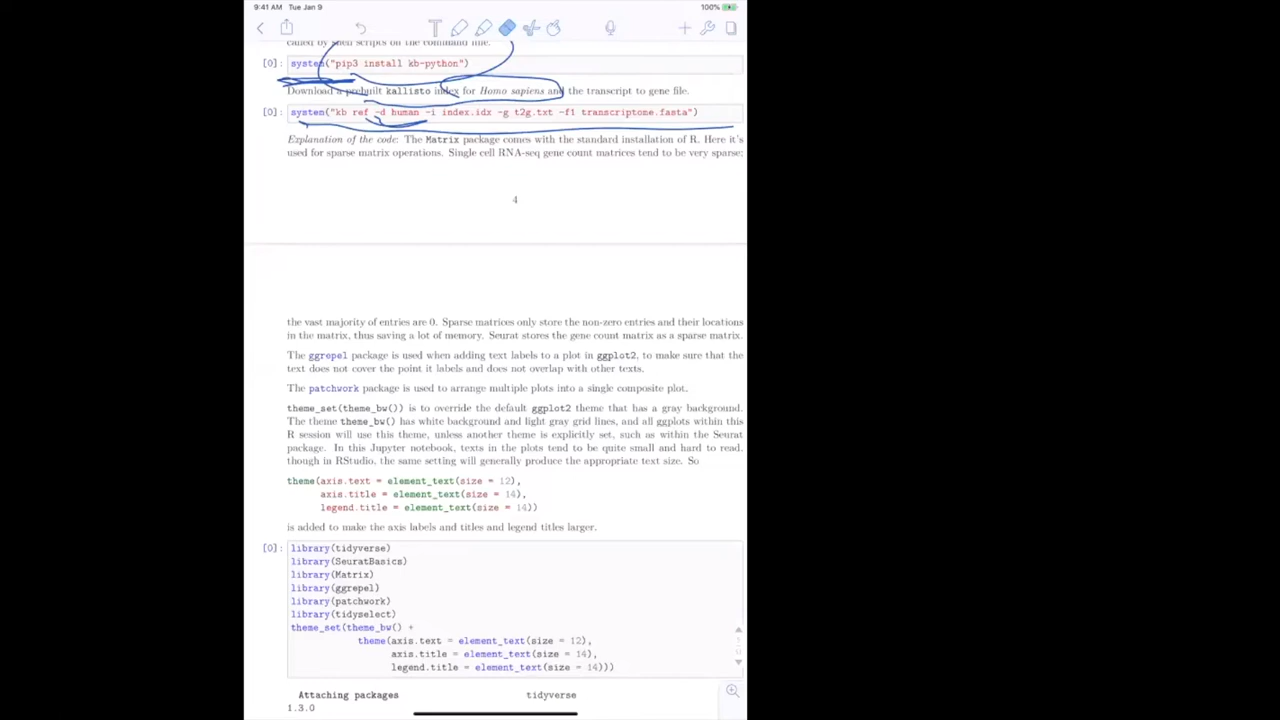 9:41 AM Tue Jan 9
100%
called by shell scripts on the command line.
[0]: system("pip3 install kb-python")
Download a prebuilt kallisto index for Homo sapiens and the transcript to gene file.
[0]: system("kb ref -d human -i index.idx -g t2g.txt -f1 transcriptome.fasta")
Explanation of the code: The Matrix package comes with the standard installation of R. Here it's
used for sparse matrix operations. Single cell RNA-seq gene count matrices tend to be very sparse:
4
the vast majority of entries are 0. Sparse matrices only store the non-zero entries and their locations
in the matrix, thus saving a lot of memory. Seurat stores the gene count matrix as a sparse matrix.
The ggrepel package is used when adding text labels to a plot in ggplot2, to make sure that the
text does not cover the point it labels and does not overlap with other texts.
The patchwork package is used to arrange multiple plots into a single composite plot.
theme_set(theme_bw()) is to override the default ggplot2 theme that has a gray background.
The theme theme_bw() has white background and light gray grid lines, and all ggplots within this
R session will use this theme, unless another theme is explicitly set, such as within the Seurat
package. In this Jupyter notebook, texts in the plots tend to be quite small and hard to read,
though in RStudio, the same setting will generally produce the appropriate text size. So
theme(axis.text = element_text(size = 12),
axis.title = element_text(size = 14),
legend.title = element_text(size = 14))
is added to make the axis labels and titles and legend titles larger.
[0]: library(tidyverse)
library(SeuratBasics)
library(Matrix)
library(ggrepel)
library(patchwork)
library(tidyselect)
theme_set(theme_bw() +
theme(axis.text = element_text(size = 12),
axis.title = element_text(size = 14),
legend.title = element_text(size = 14)))
Attaching packages tidyverse
1.3.0